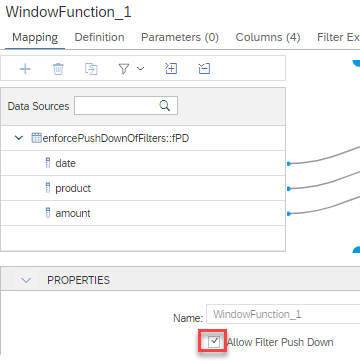 WindowFunction_1
Mapping Definition Parameters (0) Columns (4) Filter Ex
Data Sources
enforcePushDownOfFilters::fPD
date
product
amount
PROPERTIES
Name: WindowFunction_1
Allow Filter Push Down